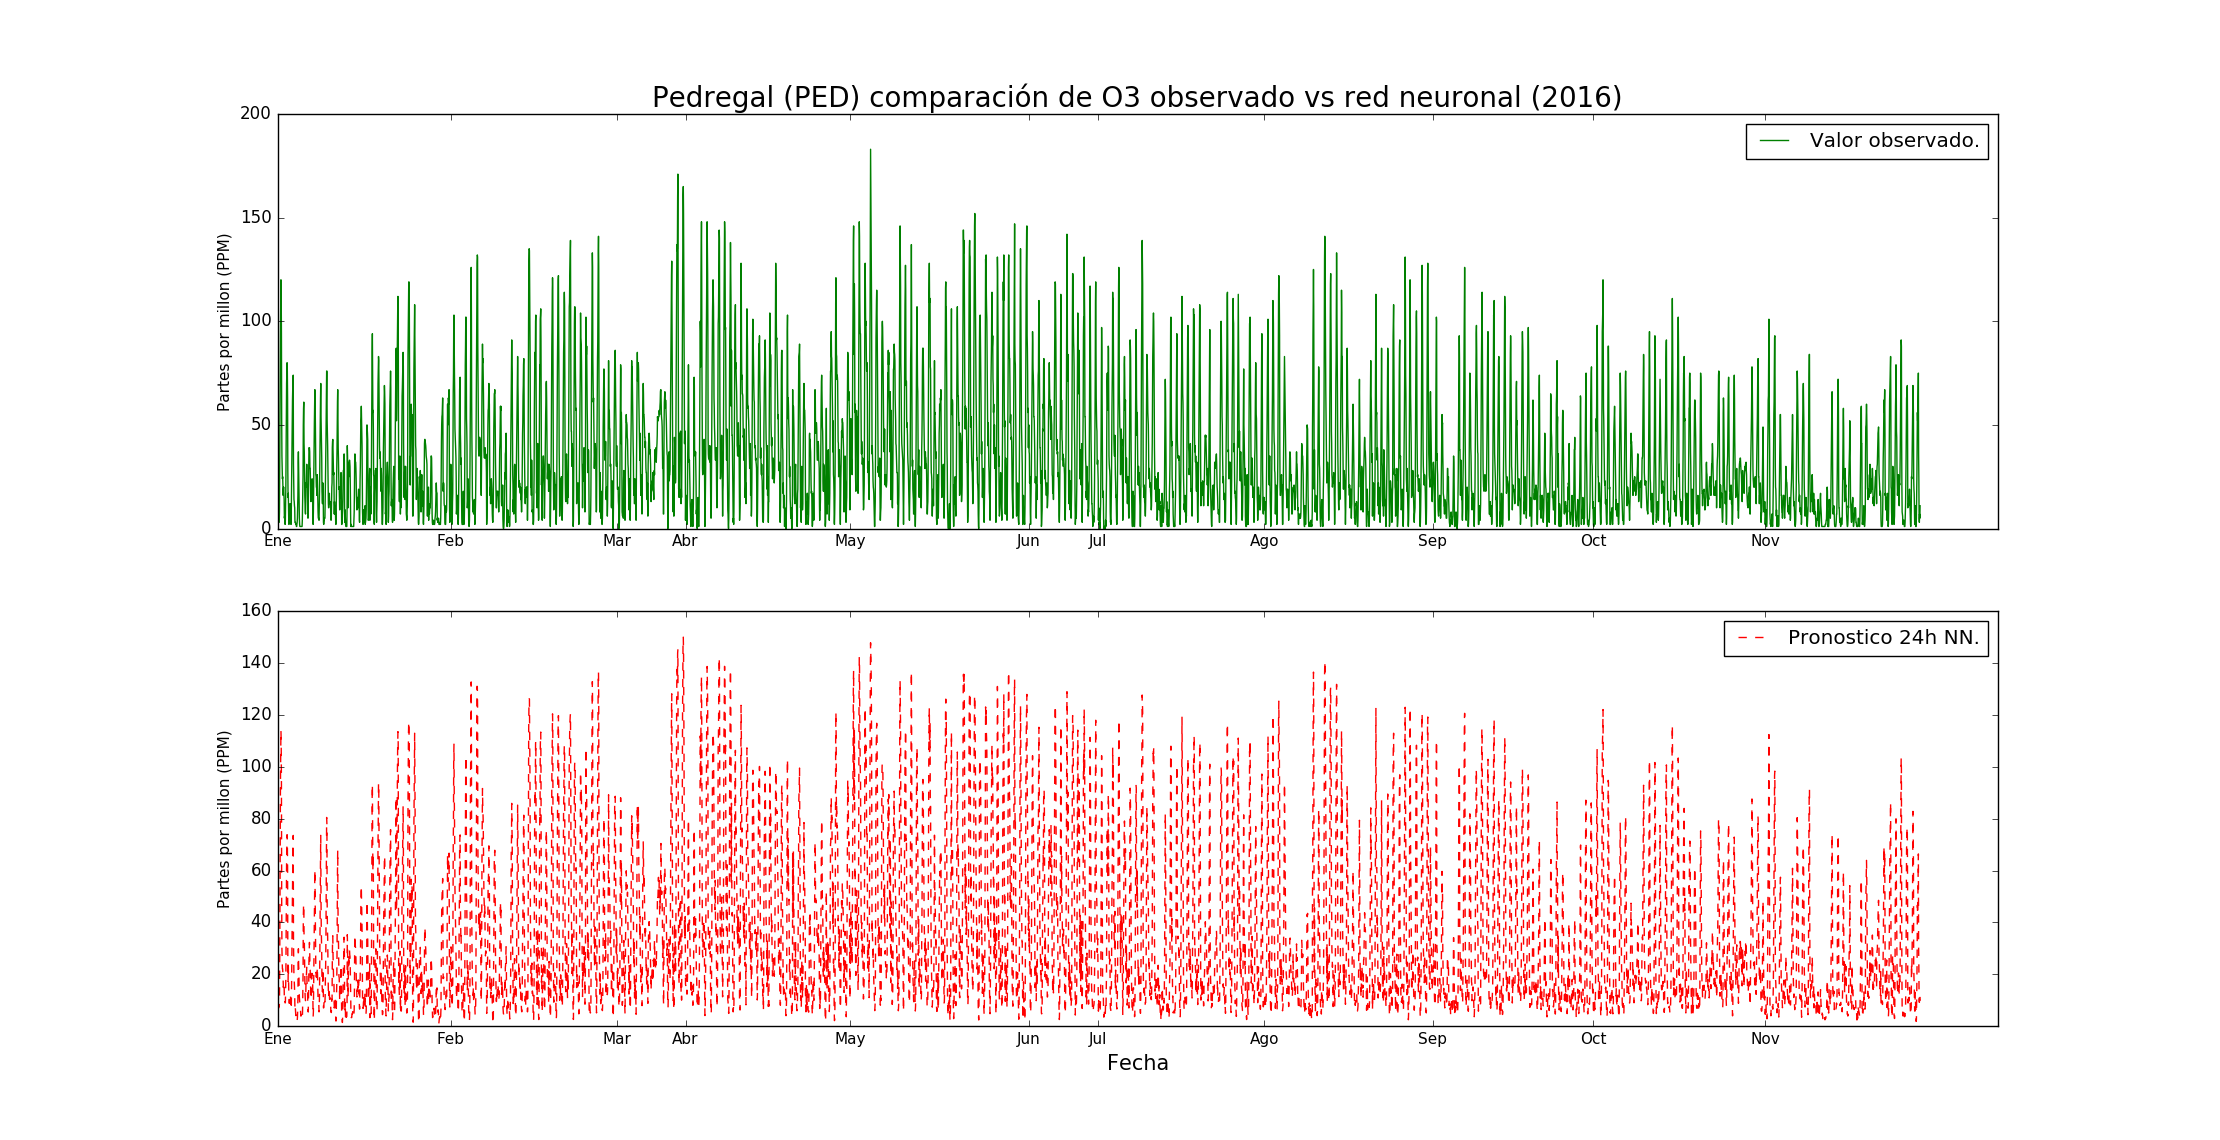 Pedregal (PED) comparación de O3 observado vs red neuronal (2016)
200
150
100
50
0
Partes por millon (PPM)
Valor observado.
Ene Feb Mar Abr May Jun Jul Ago Sep Oct Nov
160
140
120
100
80
60
40
20
0
Partes por millon (PPM)
Pronostico 24h NN.
Ene Feb Mar Abr May Jun Jul Ago Sep Oct Nov
Fecha